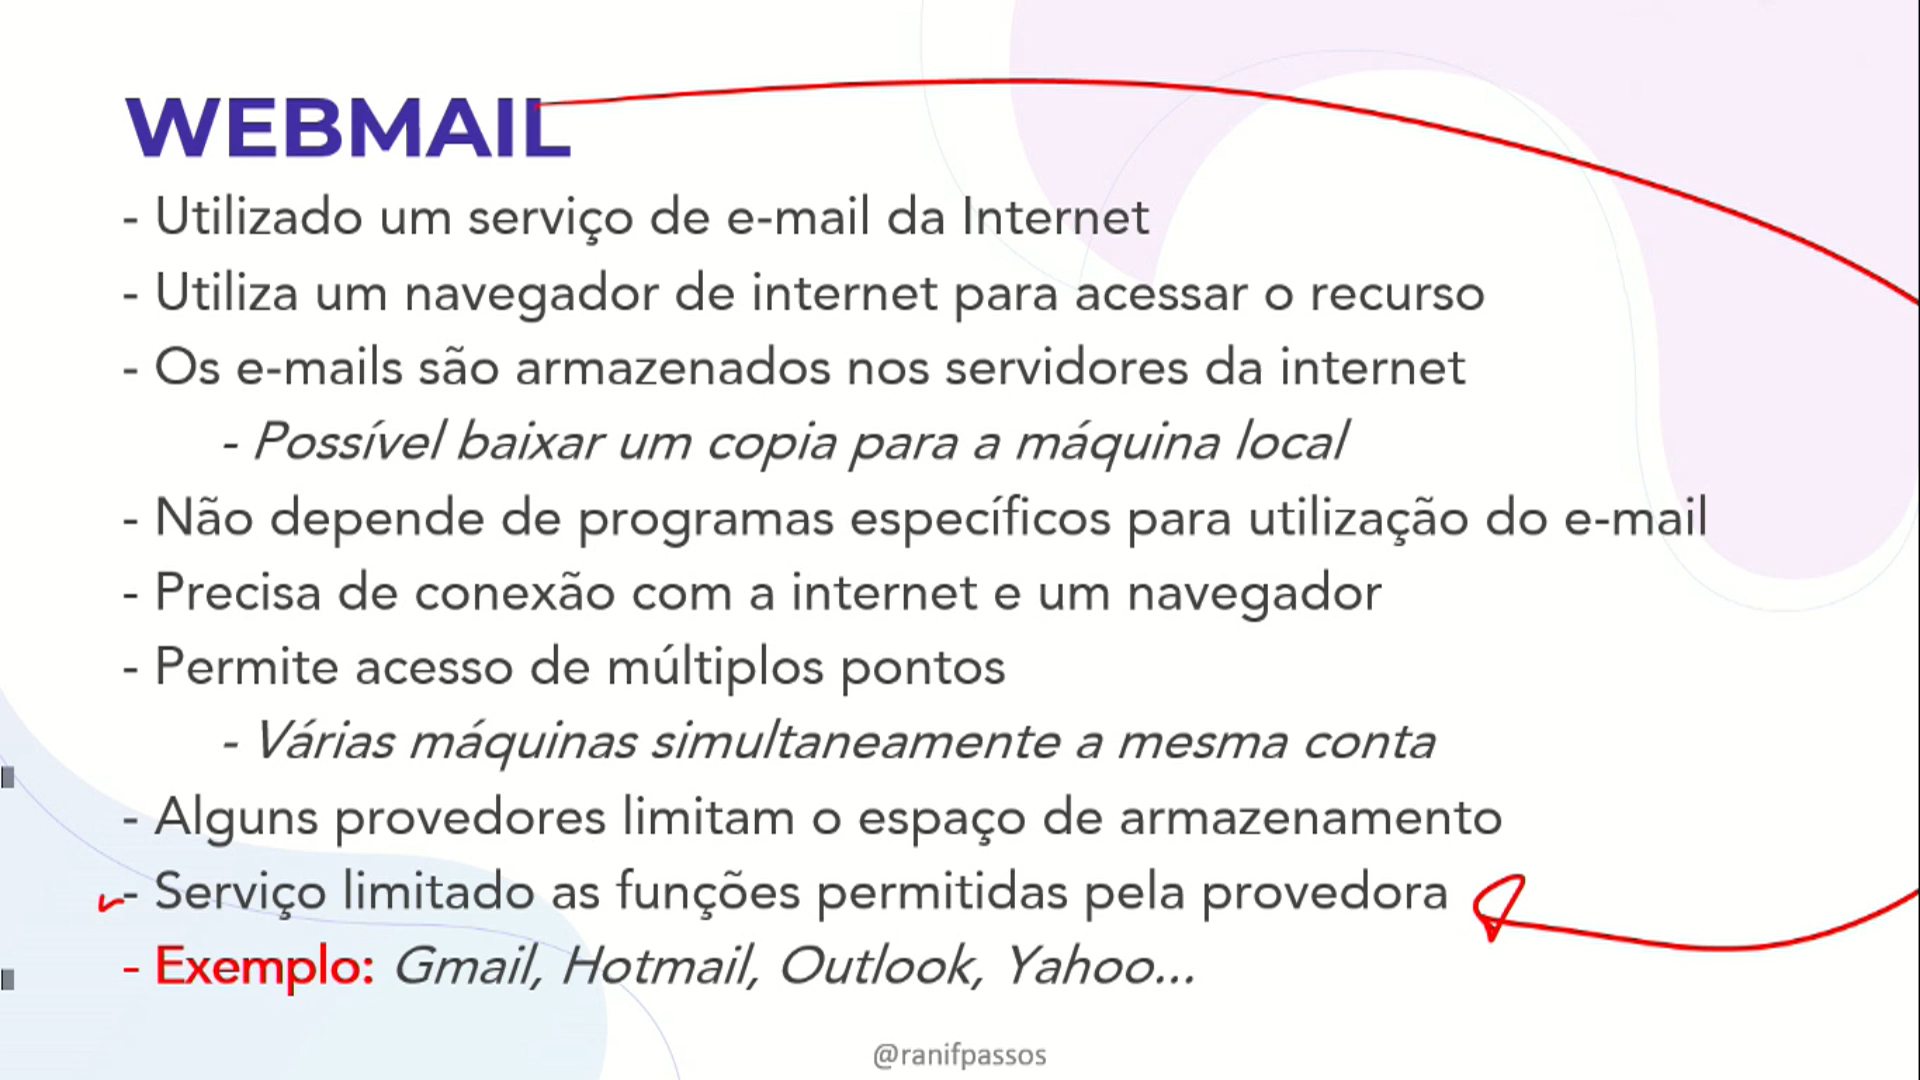 WEBMAIL
- Utilizado um serviço de e-mail da Internet
- Utiliza um navegador de internet para acessar o recurso
- Os e-mails são armazenados nos servidores da internet
- Possível baixar um copia para a máquina local
- Não depende de programas específicos para utilização do e-mail
- Precisa de conexão com a internet e um navegador
- Permite acesso de múltiplos pontos
- Várias máquinas simultaneamente a mesma conta
- Alguns provedores limitam o espaço de armazenamento
- Serviço limitado as funções permitidas pela provedora
- Exemplo: Gmail, Hotmail, Outlook, Yahoo...
@ranifpassos